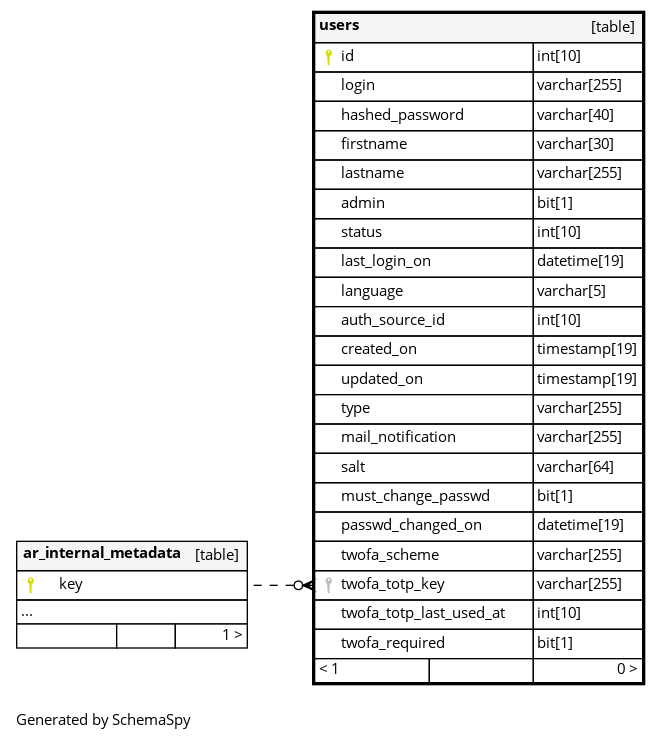 users [table]
id int[10]
login varchar[255]
hashed_password varchar[40]
firstname varchar[30]
lastname varchar[255]
admin bit[1]
status int[10]
last_login_on datetime[19]
language varchar[5]
auth_source_id int[10]
created_on timestamp[19]
updated_on timestamp[19]
type varchar[255]
mail_notification varchar[255]
salt varchar[64]
must_change_passwd bit[1]
passwd_changed_on datetime[19]
twofa_scheme varchar[255]
twofa_totp_key varchar[255]
twofa_totp_last_used_at int[10]
twofa_required bit[1]
< 1 0 >
ar_internal_metadata [table]
key
...
1 >
Generated by SchemaSpy